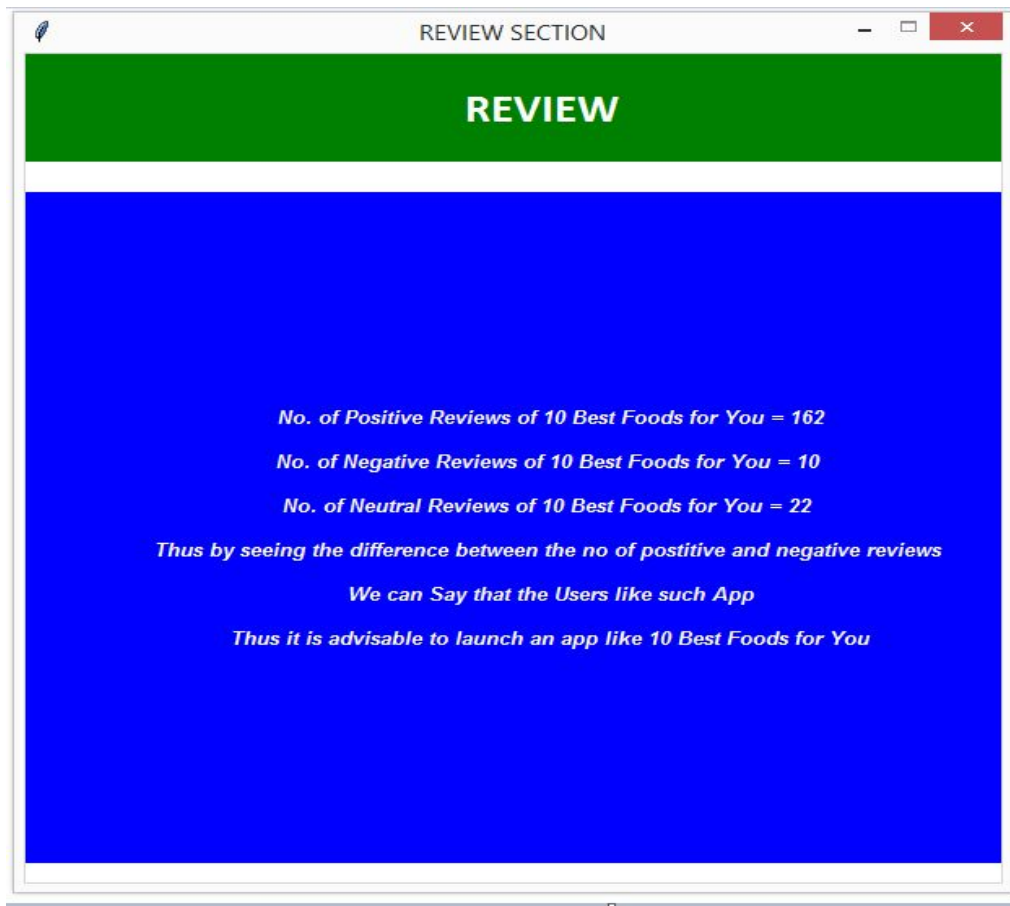 REVIEW SECTION
REVIEW
No. of Positive Reviews of 10 Best Foods for You = 162
No. of Negative Reviews of 10 Best Foods for You = 10
No. of Neutral Reviews of 10 Best Foods for You = 22
Thus by seeing the difference between the no of postitive and negative reviews
We can Say that the Users like such App
Thus it is advisable to launch an app like 10 Best Foods for You